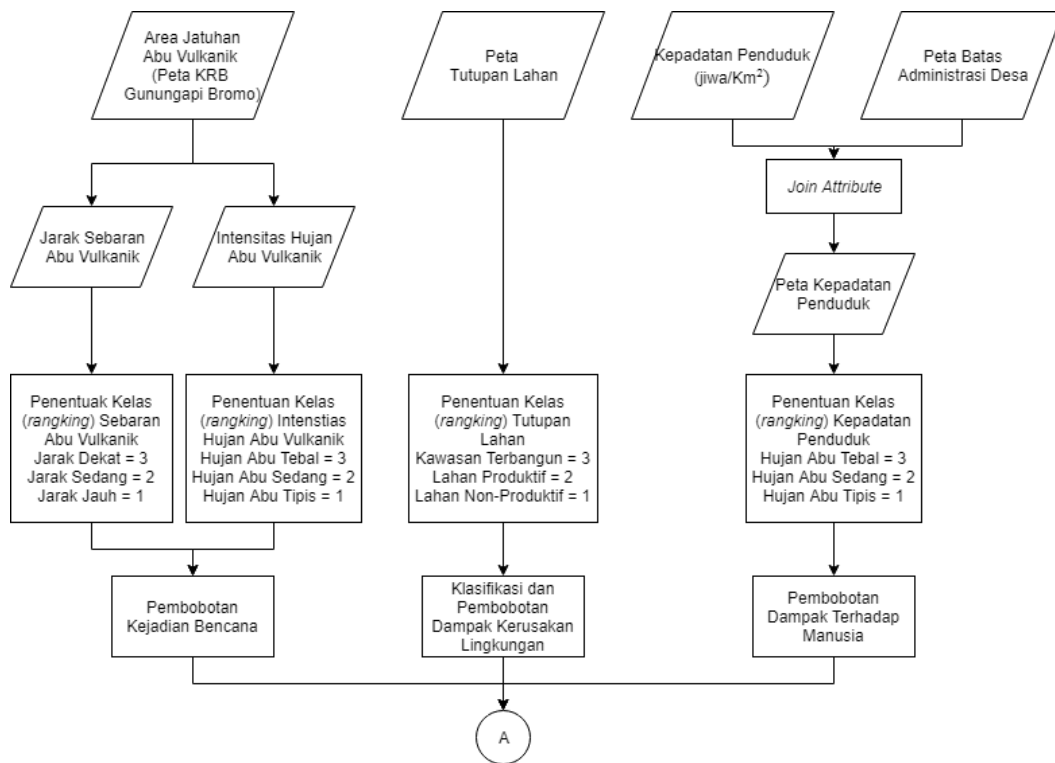 Area Jatuhan
Abu Vulkanik
(Peta KRB
Gunungapi Bromo)
Peta
Tutupan Lahan
Kepadatan Penduduk
(jiwa/Km²)
Peta Batas
Administrasi Desa
Join Attribute
Jarak Sebaran
Abu Vulkanik
Intensitas Hujan
Abu Vulkanik
Peta Kepadatan
Penduduk
Penentuak Kelas
(rangking) Sebaran
Abu Vulkanik
Jarak Dekat = 3
Jarak Sedang = 2
Jarak Jauh = 1
Penentuan Kelas
(rangking) Intenstias
Hujan Abu Vulkanik
Hujan Abu Tebal = 3
Hujan Abu Sedang = 2
Hujan Abu Tipis = 1
Penentuan Kelas
(rangking) Tutupan
Lahan
Kawasan Terbangun = 3
Lahan Produktif = 2
Lahan Non-Produktif = 1
Penentuan Kelas
(rangking) Kepadatan
Penduduk
Hujan Abu Tebal = 3
Hujan Abu Sedang = 2
Hujan Abu Tipis = 1
Pembobotan
Kejadian Bencana
Klasifikasi dan
Pembobotan
Dampak Kerusakan
Lingkungan
Pembobotan
Dampak Terhadap
Manusia
A